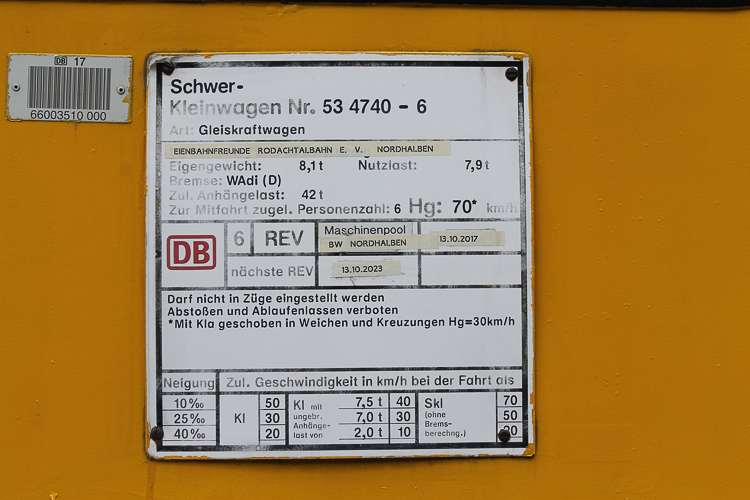 DB 17
66003510 000
Schwer-
Kleinwagen Nr. 53 4740 - 6
Art: Gleiskraftwagen
EIENBAHNFREUNDE RODACHTALBAHN E. V. NORDHALBEN
Eigengewicht: 8,1 t Nutzlast: 7,9 t
Bremse: WAdi (D)
Zul. Anhängelast: 42 t
Zur Mitfahrt zugel. Personenzahl: 6 Hg: 70* km/h
DB 6 REV Maschinenpool
BW NORDHALBEN 13.10.2017
nächste REV 13.10.2023
Darf nicht in Züge eingestellt werden
Abstoßen und Ablaufenlassen verboten
*Mit Kla geschoben in Weichen und Kreuzungen Hg=30km/h
Neigung Zul. Geschwindigkeit in km/h bei der Fahrt als
10‰ 50 Kl mit 7,5 t 40 Skl 70
25‰ Kl 30 ungebr. 7,0 t 30 (ohne 50
Anhänge- Brems-
40‰ 20 last von 2,0 t 10 berechng.) 20